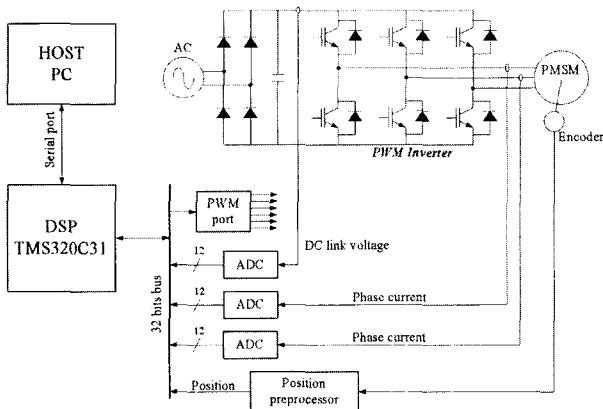 HOST
PC
Serial port
DSP
TMS320C31
AC
PMSM
Encoder
PWM Inverter
PWM
port
DC link voltage
32 bits bus
12
ADC
12
ADC
Phase current
12
ADC
Phase current
Position
Position
preprocessor